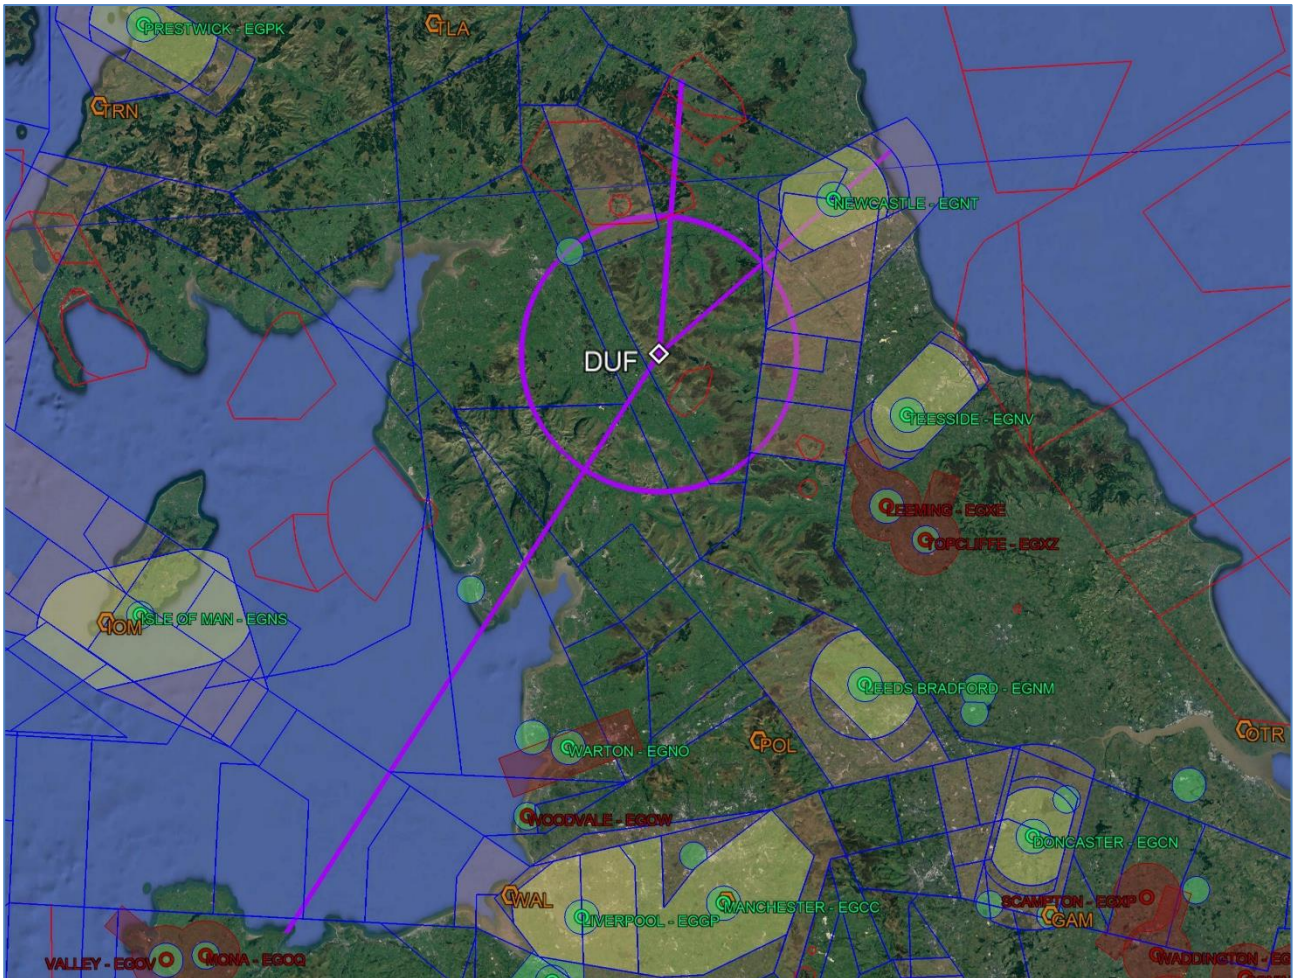 PRESTWICK - EGPK
TLA
TRN
NEWCASTLE - EGNT
DUF
TEESSIDE - EGNV
LEEMING - EGXE
TOPCLIFFE - EGXZ
ISLE OF MAN - EGNS
IOM
LEEDS BRADFORD - EGNM
WARTON - EGNO
POL
OTR
WOODVALE - EGOW
DONCASTER - EGCN
WAL
LIVERPOOL - EGGP
MANCHESTER - EGCC
SCAMPTON - EGXP
GAM
VALLEY - EGOV
MONA - EGOQ
WADDINGTON - EG